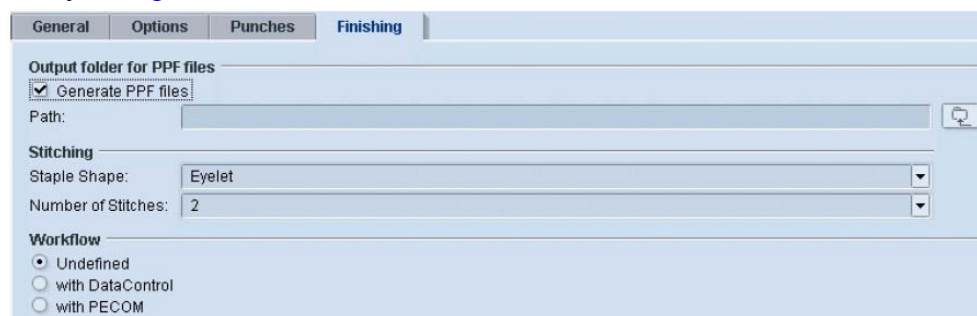 General Options Punches Finishing
Output folder for PPF files
Generate PPF files
Path:
Stitching
Staple Shape: Eyelet
Number of Stitches: 2
Workflow
Undefined
with DataControl
with PECOM